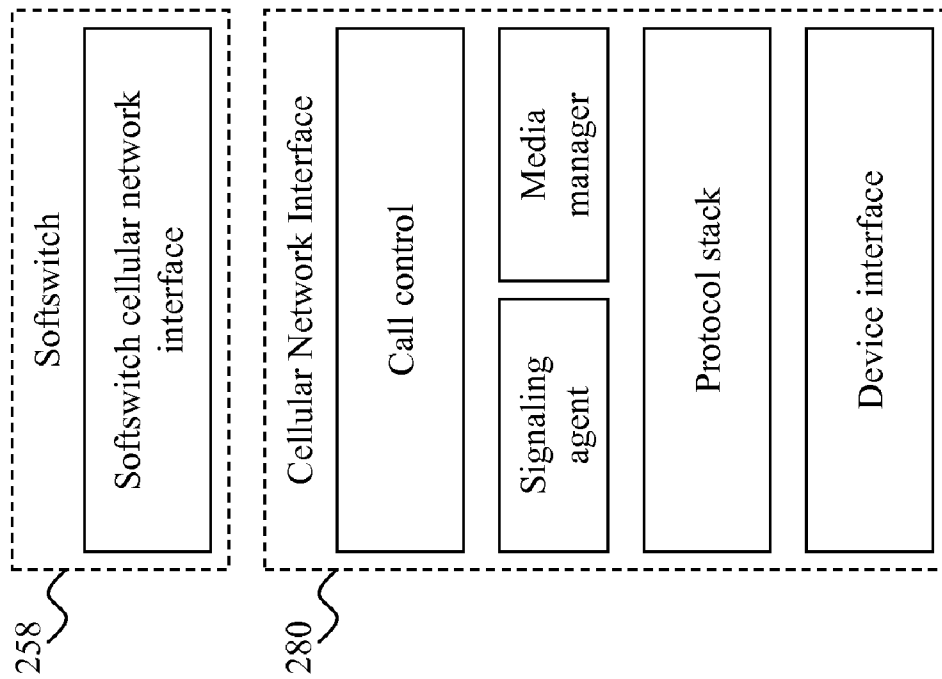 258
Softswitch
Softswitch cellular network
interface
280
Cellular Network Interface
Call control
Signaling
agent
Media
manager
Protocol stack
Device interface